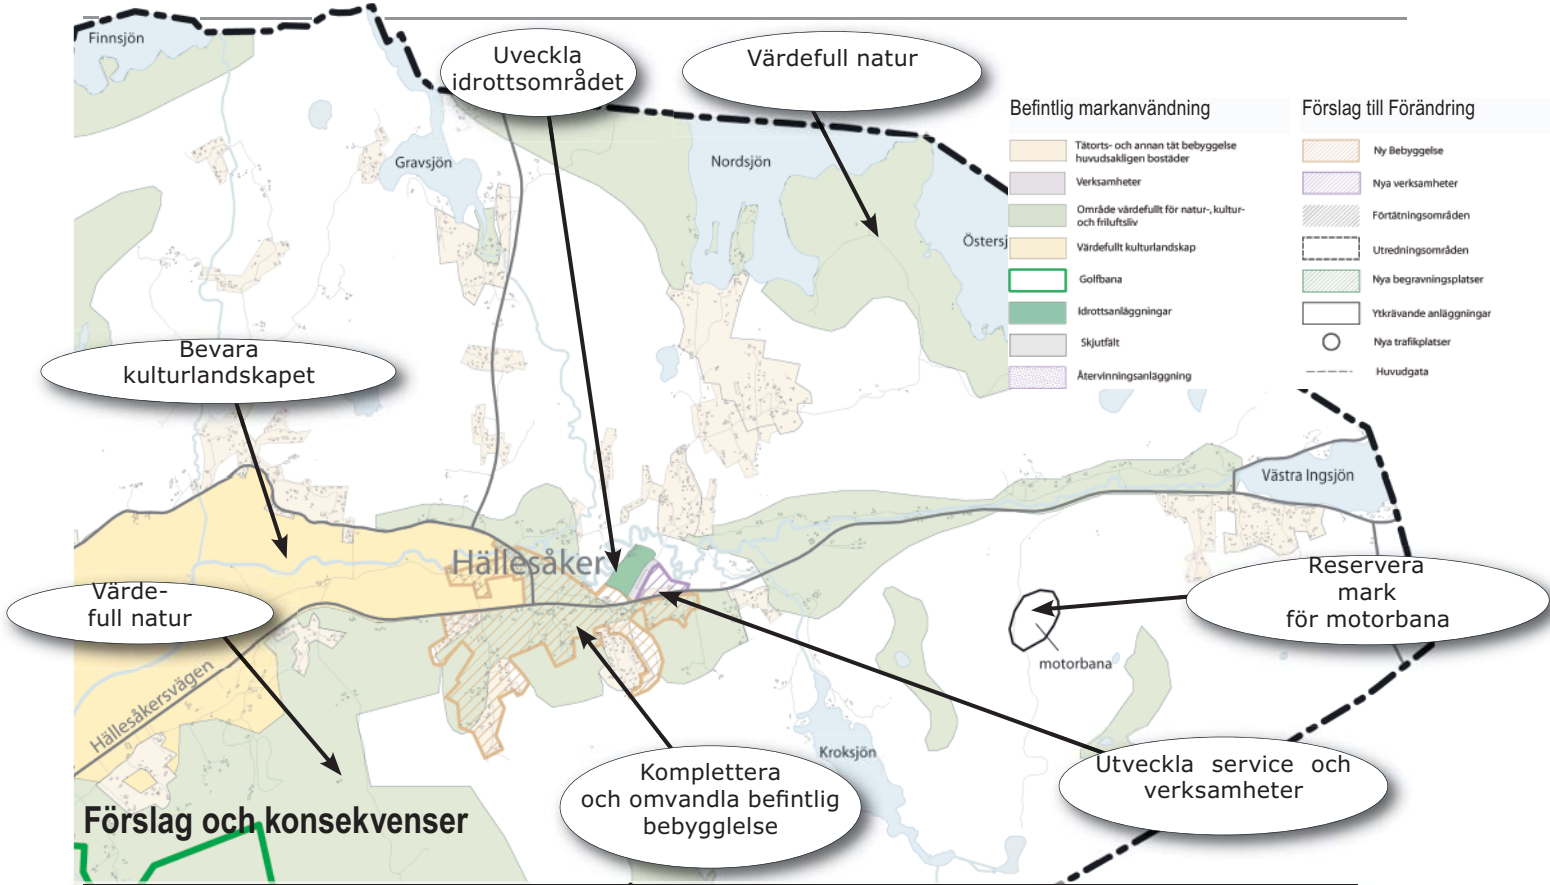 Finnsjön
Uveckla
idrottsområdet
Värdefull natur
Gravsjön
Nordsjön
Östersj
Befintlig markanvändning
Tätorts- och annan tät bebyggelse
huvudsakligen bostäder
Verksamheter
Område värdefullt för natur-, kultur-
och friluftsliv
Värdefullt kulturlandskap
Golfbana
Idrottsanläggningar
Skjutfält
Återvinningsanläggning
Förslag till Förändring
Ny Bebyggelse
Nya verksamheter
Förtätningsområden
Utredningsområden
Nya begravningsplatser
Ytkrävande anläggningar
Nya trafikplatser
Huvudgata
Bevara
kulturlandskapet
Västra Ingsjön
Hällesåker
Värde-
full natur
Reservera
mark
för motorbana
motorbana
Hällesåkersvägen
Kroksjön
Komplettera
och omvandla befintlig
bebygglelse
Utveckla service och
verksamheter
Förslag och konsekvenser